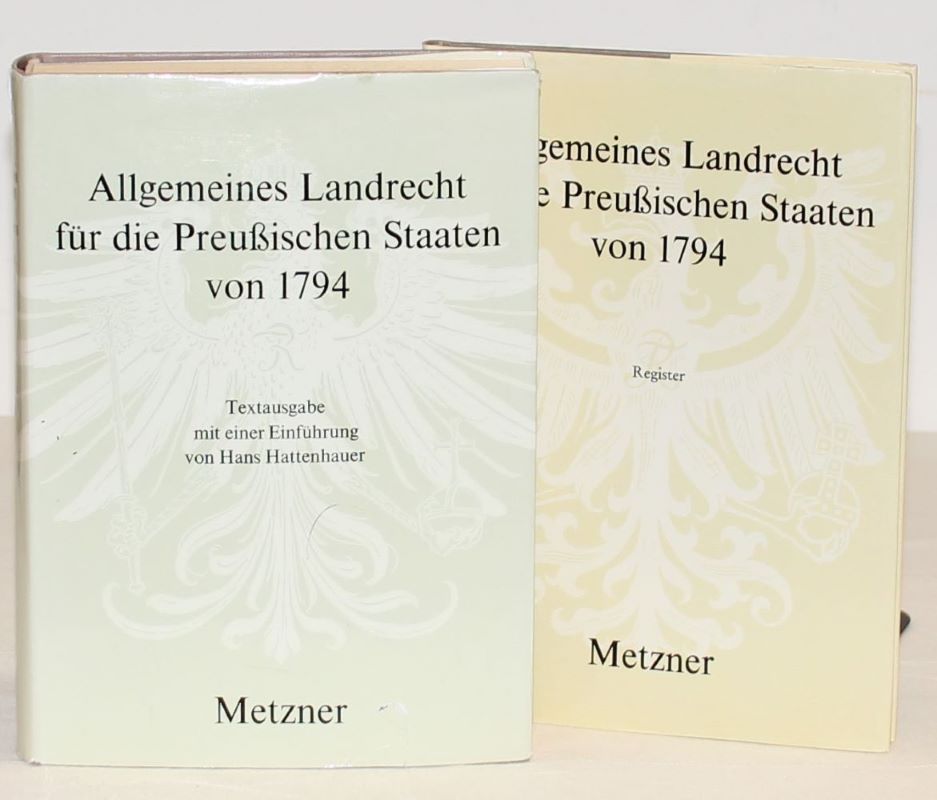 Allgemeines Landrecht
für die Preußischen Staaten
von 1794
Textausgabe
mit einer Einführung
von Hans Hattenhauer
Metzner
gemeines Landrecht
e Preußischen Staaten
von 1794
Register
Metzner